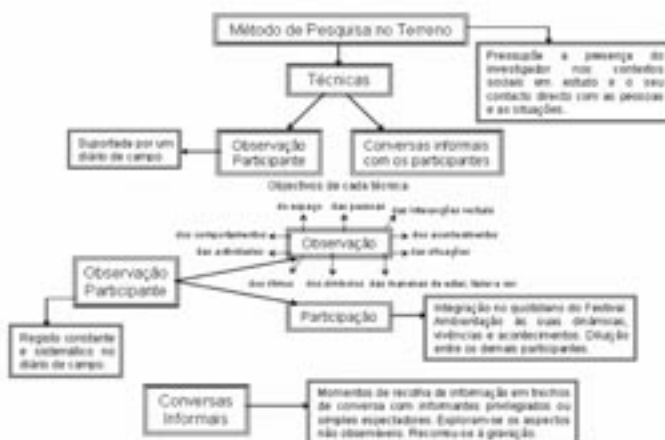 Método de Pesquisa no Terreno
Pressupõe a presença do
investigador nos contextos
sociais em estudo e o seu
contacto directo com as pessoas
e as situações.
Técnicas
Suportada por um
diário de campo
Observação
Participante
Conversas informais
com os participantes
Objectivos de cada técnica
do espaço
das pessoas
das interacções verbais
dos comportamentos
dos acontecimentos
Observação
das actividades
das situações
Observação
Participante
dos ritmos
dos símbolos
das maneiras de estar, fazer e ser
Participação
Integração no quotidiano do Festival.
Ambientação às suas dinâmicas,
vivências e acontecimentos. Diluição
entre os demais participantes.
Registo constante
e sistemático no
diário de campo.
Conversas
Informais
Momentos de recolha de informação em trechos
de conversa com informantes privilegiados ou
simples espectadores. Exploram-se os aspectos
não observáveis. Recorreu-se à gravação.